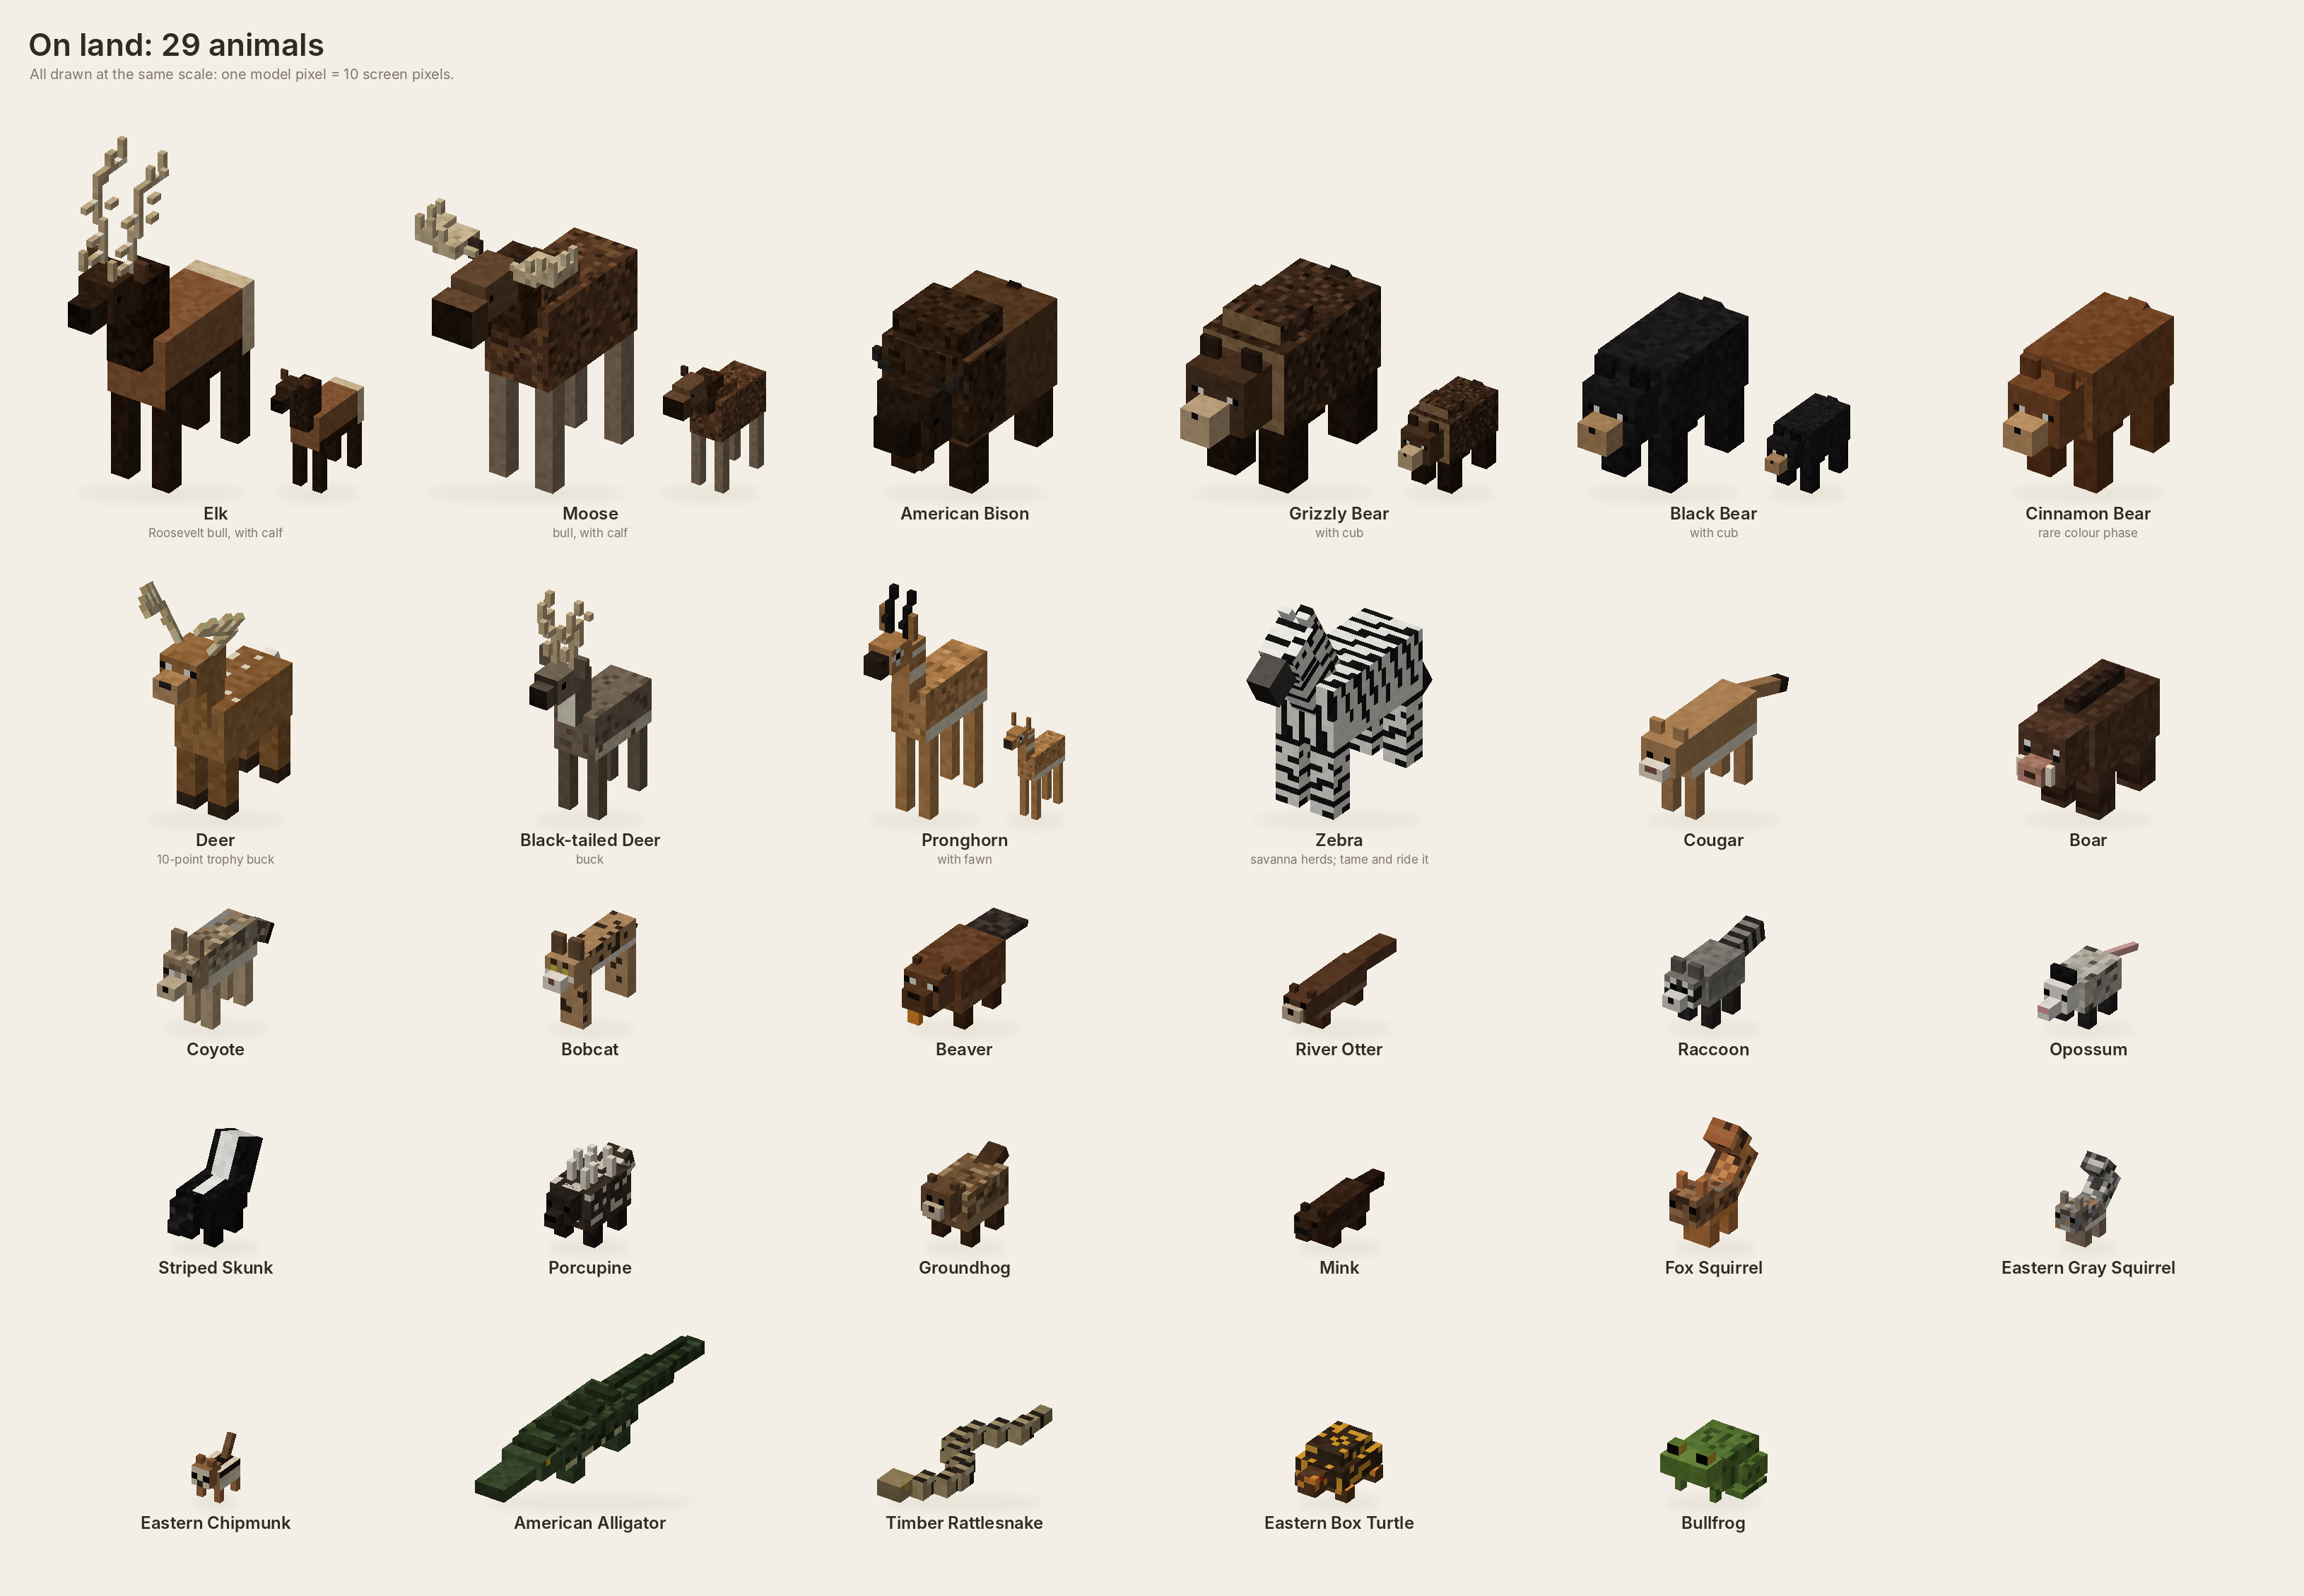 On land: 29 animals
All drawn at the same scale: one model pixel = 10 screen pixels.
Elk
Roosevelt bull, with calf
Moose
bull, with calf
American Bison
Grizzly Bear
with cub
Black Bear
with cub
Cinnamon Bear
rare colour phase
Deer
10-point trophy buck
Black-tailed Deer
buck
Pronghorn
with fawn
Zebra
savanna herds; tame and ride it
Cougar
Boar
Coyote
Bobcat
Beaver
River Otter
Raccoon
Opossum
Striped Skunk
Porcupine
Groundhog
Mink
Fox Squirrel
Eastern Gray Squirrel
Eastern Chipmunk
American Alligator
Timber Rattlesnake
Eastern Box Turtle
Bullfrog